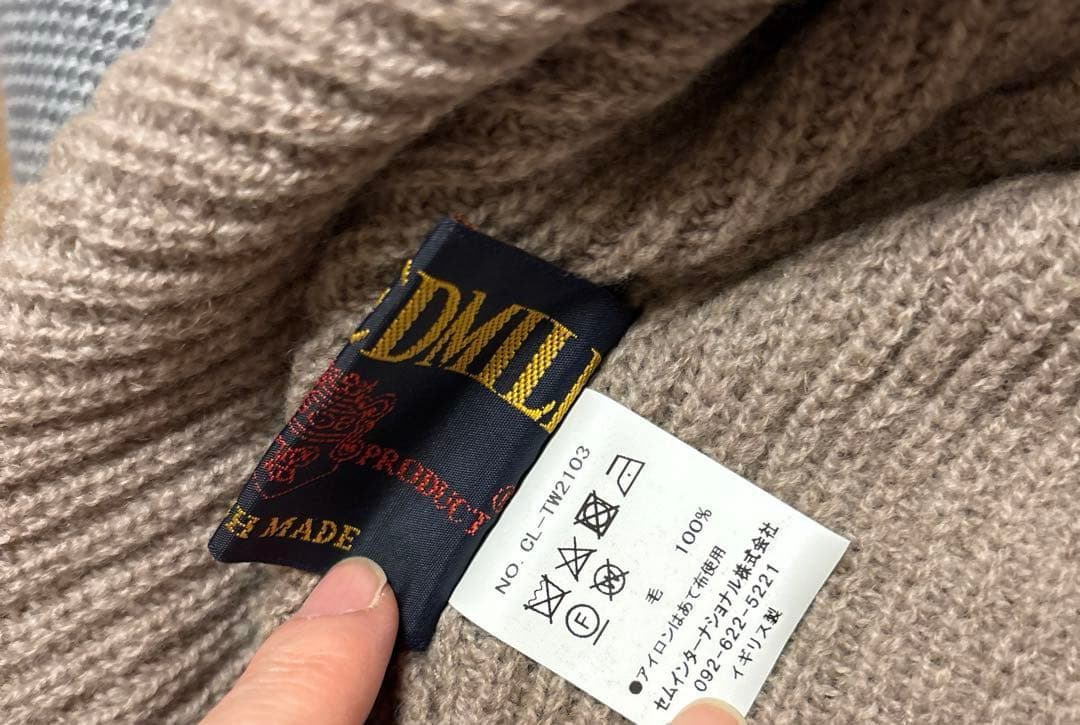 DMIL
PRODUCT
H MADE
NO. CL-TW2103
毛 100%
●アイロンはあて布使用
セムインターナショナル株式会社
092-622-5221
イギリス製